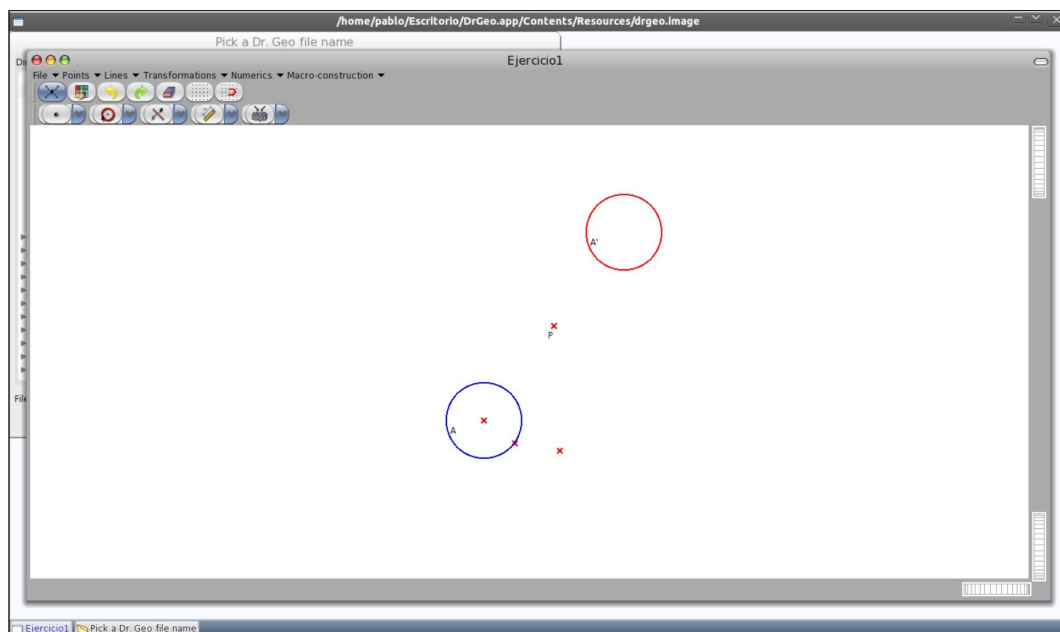 /home/pablo/Escritorio/DrGeo.app/Contents/Resources/drgeo.image
Pick a Dr. Geo file name
Ejercicio1
File Points Lines Transformations Numerics Macro-construction
A'
P
A
Ejercicio1 Pick a Dr. Geo file name